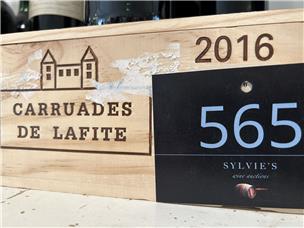 CARRUADES
DE LAFITE
2016
565
SYLVIE'S
wine auctions